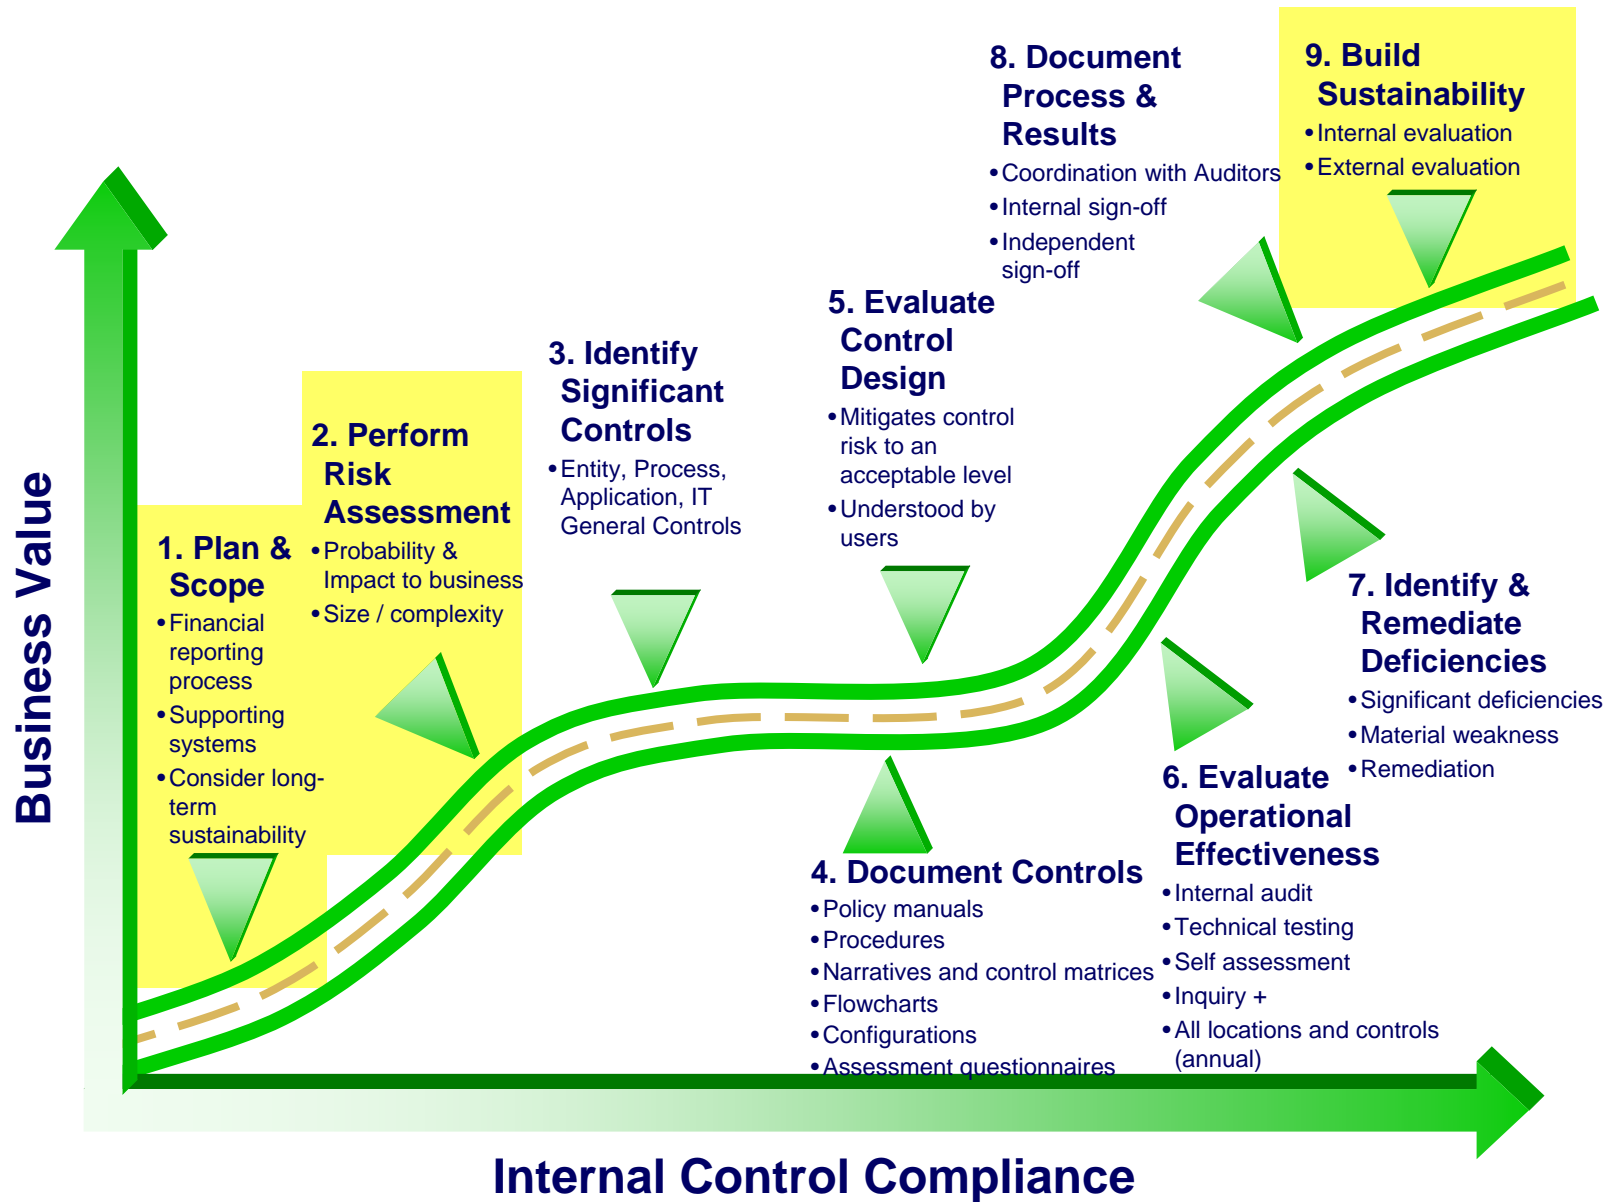 Business Value
1. Plan &
Scope
•Financial
reporting
process
•Supporting
systems
•Consider long-
term
sustainability
2. Perform
Risk
Assessment
•Probability &
Impact to business
•Size / complexity
3. Identify
Significant
Controls
•Entity, Process,
Application, IT
General Controls
4. Document Controls
•Policy manuals
•Procedures
•Narratives and control matrices
•Flowcharts
•Configurations
•Assessment questionnaires
5. Evaluate
Control
Design
•Mitigates control
risk to an
acceptable level
•Understood by
users
6. Evaluate
Operational
Effectiveness
•Internal audit
•Technical testing
•Self assessment
•Inquiry +
•All locations and controls
(annual)
7. Identify &
Remediate
Deficiencies
•Significant deficiencies
•Material weakness
•Remediation
8. Document
Process &
Results
•Coordination with Auditors
•Internal sign-off
•Independent
sign-off
9. Build
Sustainability
•Internal evaluation
•External evaluation
Internal Control Compliance